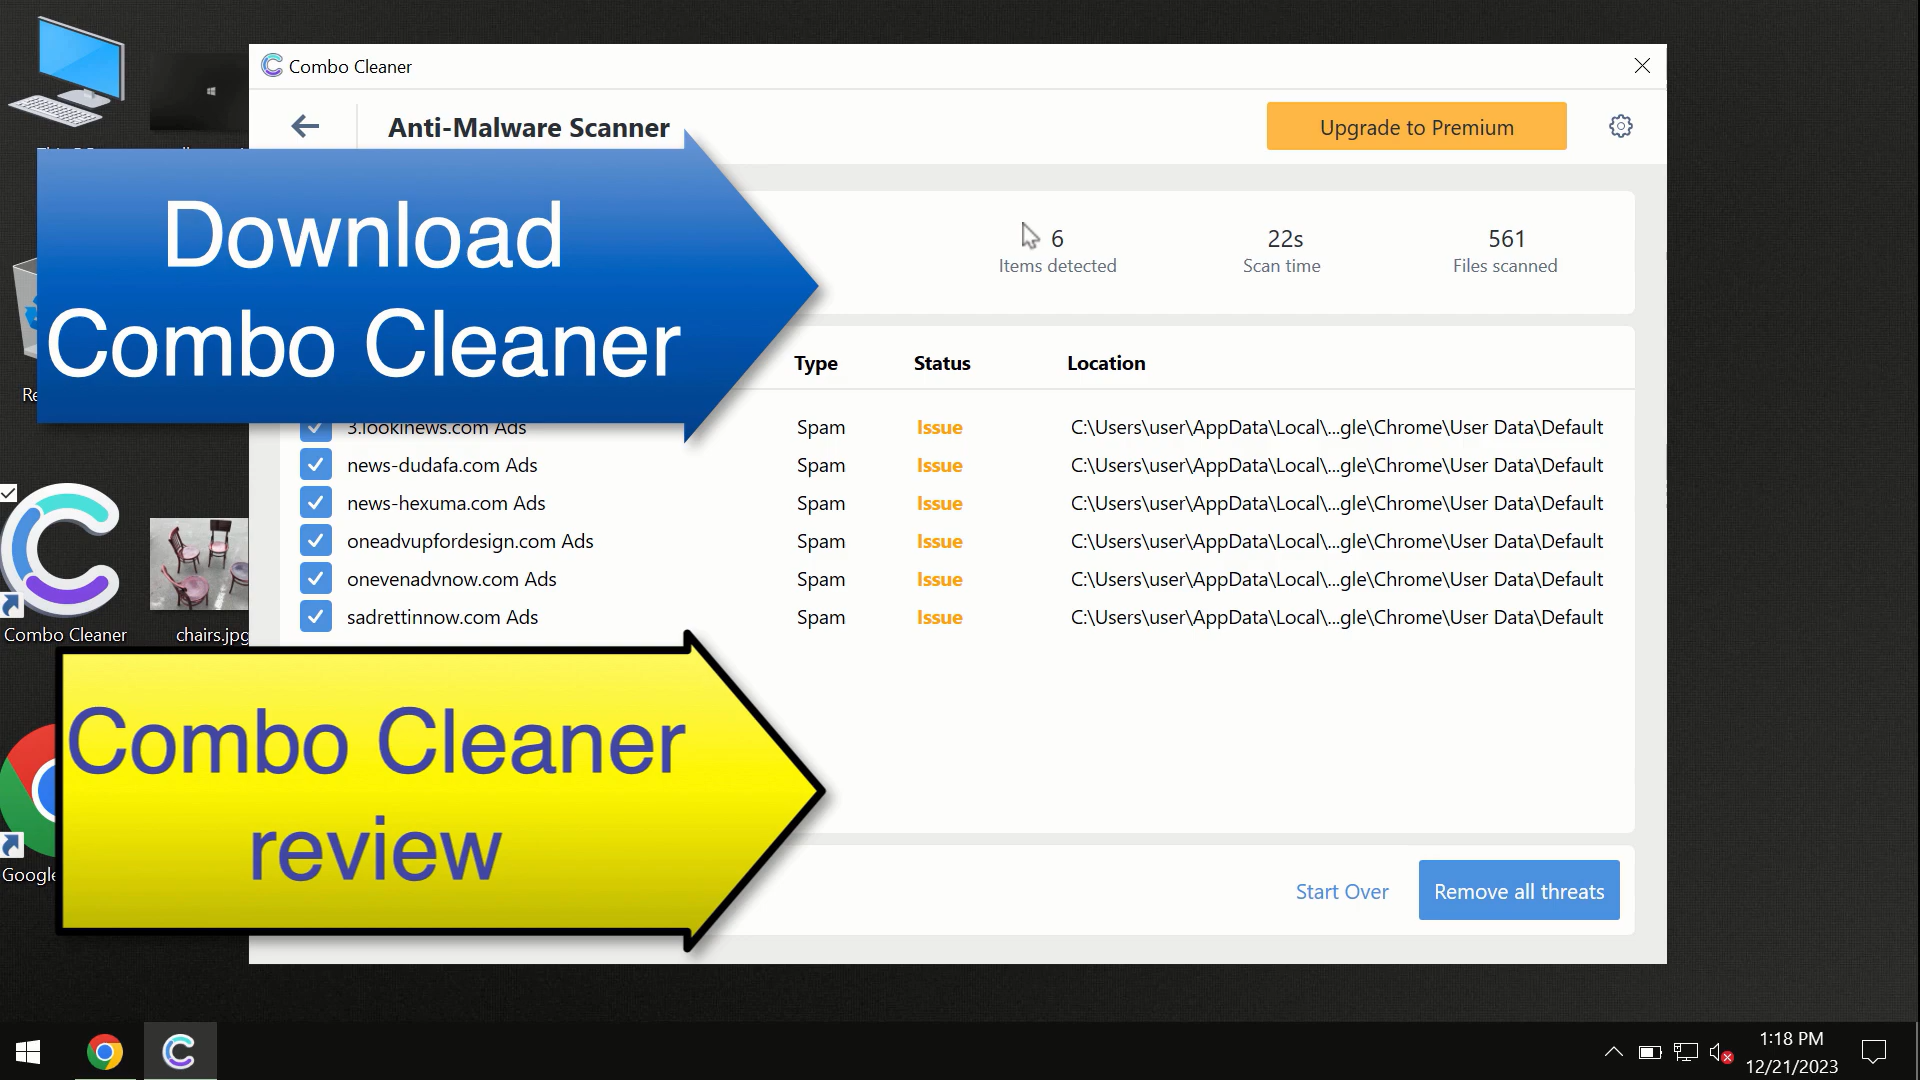 Combo Cleaner
Anti-Malware Scanner
Upgrade to Premium
Download
Combo Cleaner
6
Items detected
22s
Scan time
561
Files scanned
Type Status Location
3.lookinews.com Ads Spam Issue C:\Users\user\AppData\Local\...gle\Chrome\User Data\Default
news-dudafa.com Ads Spam Issue C:\Users\user\AppData\Local\...gle\Chrome\User Data\Default
news-hexuma.com Ads Spam Issue C:\Users\user\AppData\Local\...gle\Chrome\User Data\Default
oneadvupfordesign.com Ads Spam Issue C:\Users\user\AppData\Local\...gle\Chrome\User Data\Default
onevenadvnow.com Ads Spam Issue C:\Users\user\AppData\Local\...gle\Chrome\User Data\Default
sadrettinnow.com Ads Spam Issue C:\Users\user\AppData\Local\...gle\Chrome\User Data\Default
Combo Cleaner
chairs.jpg
Combo Cleaner
review
Google
Start Over
Remove all threats
1:18 PM
12/21/2023